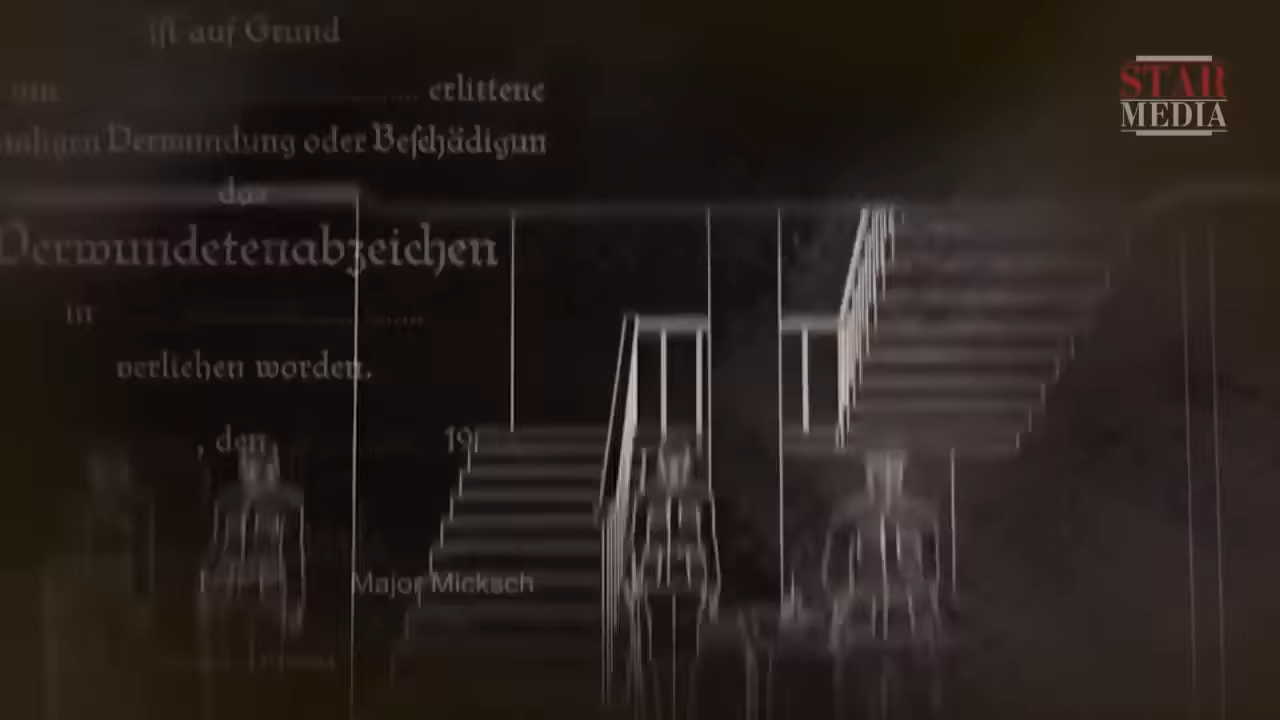 ist auf Grund
erlittene
Verwundung oder Beschädigun
das
Verwundetenabzeichen
in
verliehen worden.
, den 19
Major Micksch
STAR
MEDIA